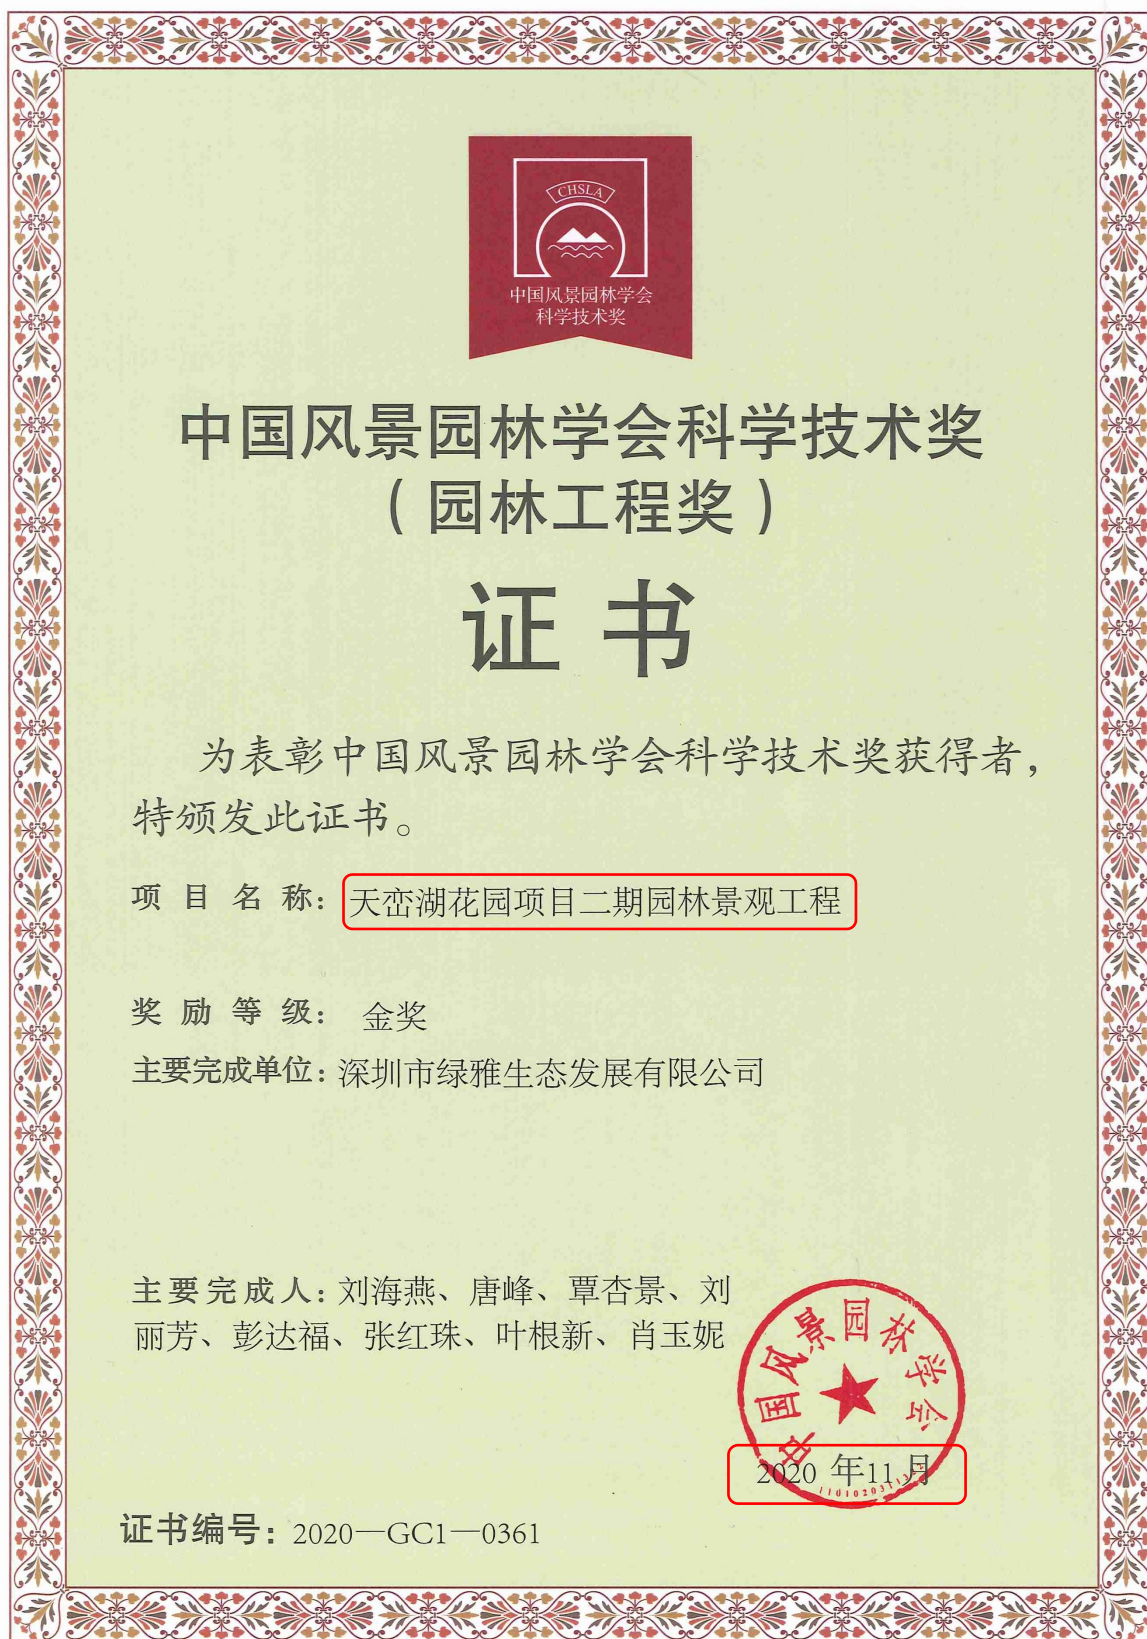 CHSLA
中国风景园林学会
科学技术奖
中国风景园林学会科学技术奖
（园林工程奖）
证书
为表彰中国风景园林学会科学技术奖获得者，
特颁发此证书。
项目名称：天峦湖花园项目二期园林景观工程
奖励等级：金奖
主要完成单位：深圳市绿雅生态发展有限公司
主要完成人：刘海燕、唐峰、覃杏景、刘
丽芳、彭达福、张红珠、叶根新、肖玉妮
中国风景园林学会
2020 年11月
证书编号：2020—GC1—0361